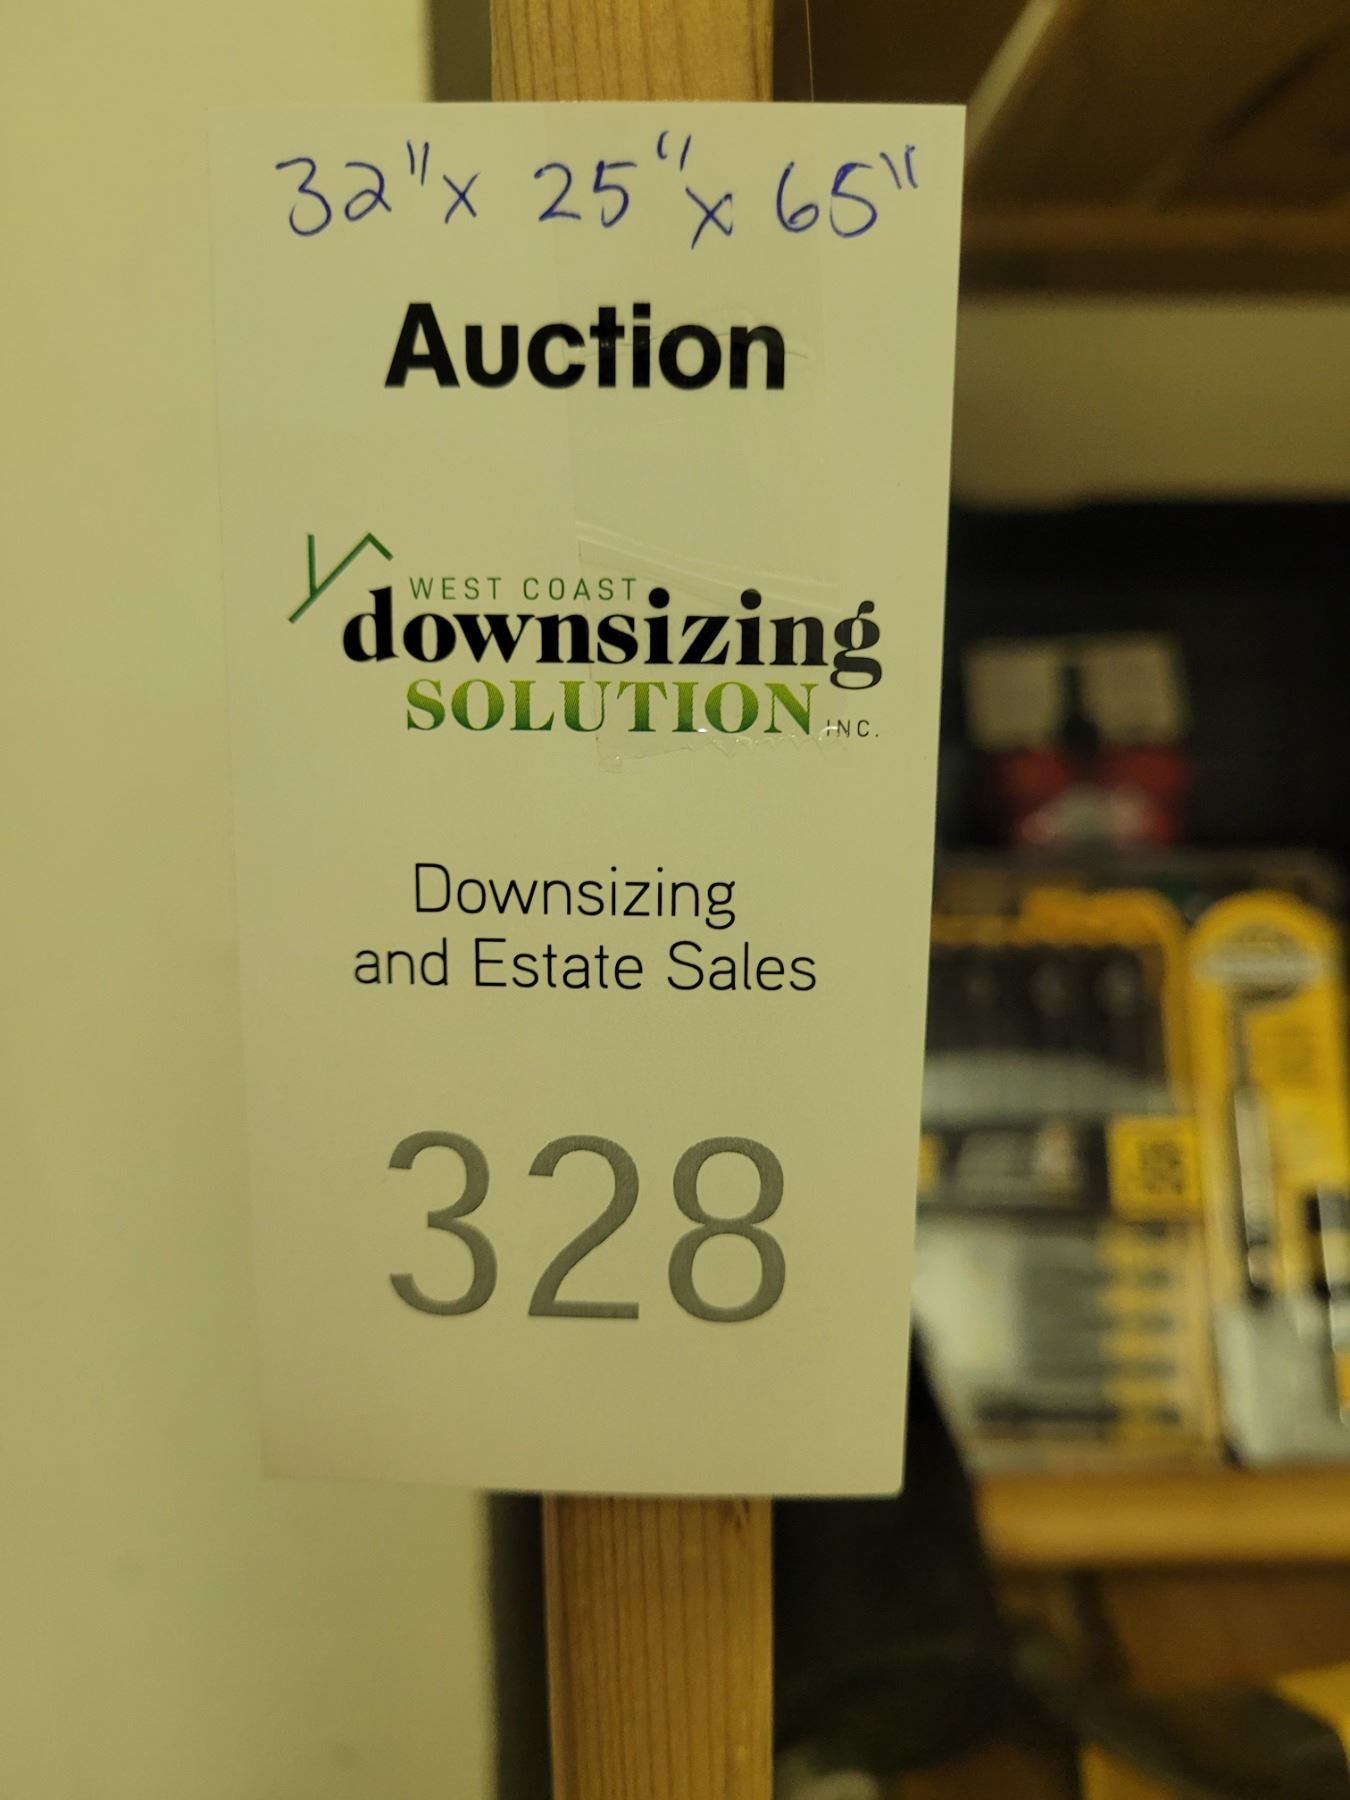 32" x 25" x 65"
Auction
WEST COAST
downsizing
SOLUTION INC.
Downsizing
and Estate Sales
328